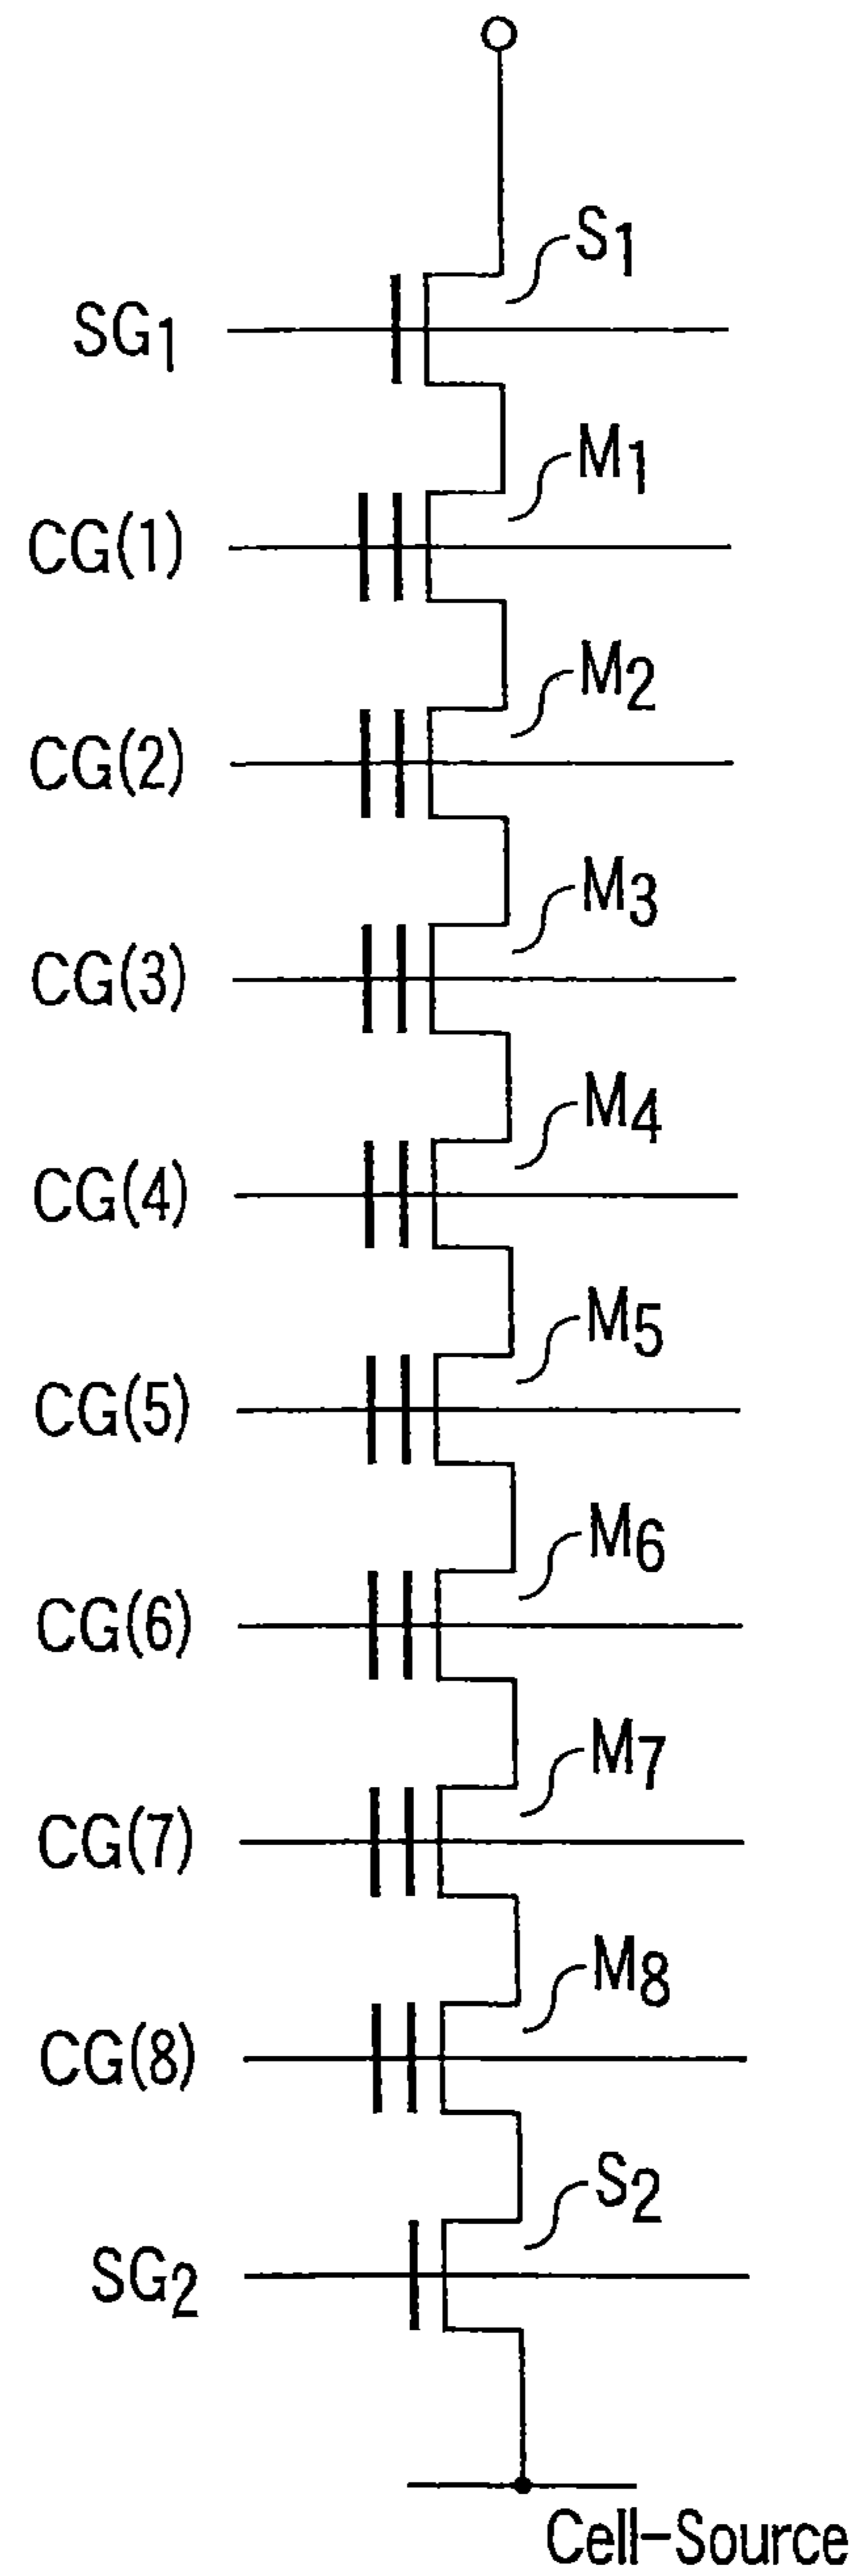 S1
SG1
M1
CG(1)
M2
CG(2)
M3
CG(3)
M4
CG(4)
M5
CG(5)
M6
CG(6)
M7
CG(7)
M8
CG(8)
S2
SG2
Cell-Source